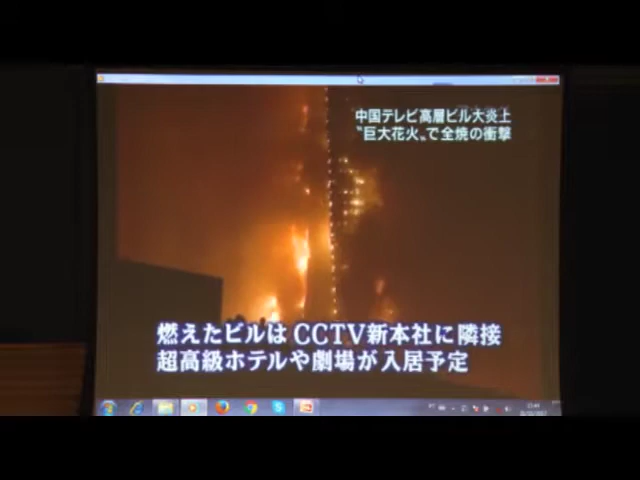 中国テレビ高層ビル大炎上
〝巨大花火〟で全焼の衝撃
燃えたビルはCCTV新本社に隣接
超高級ホテルや劇場が入居予定